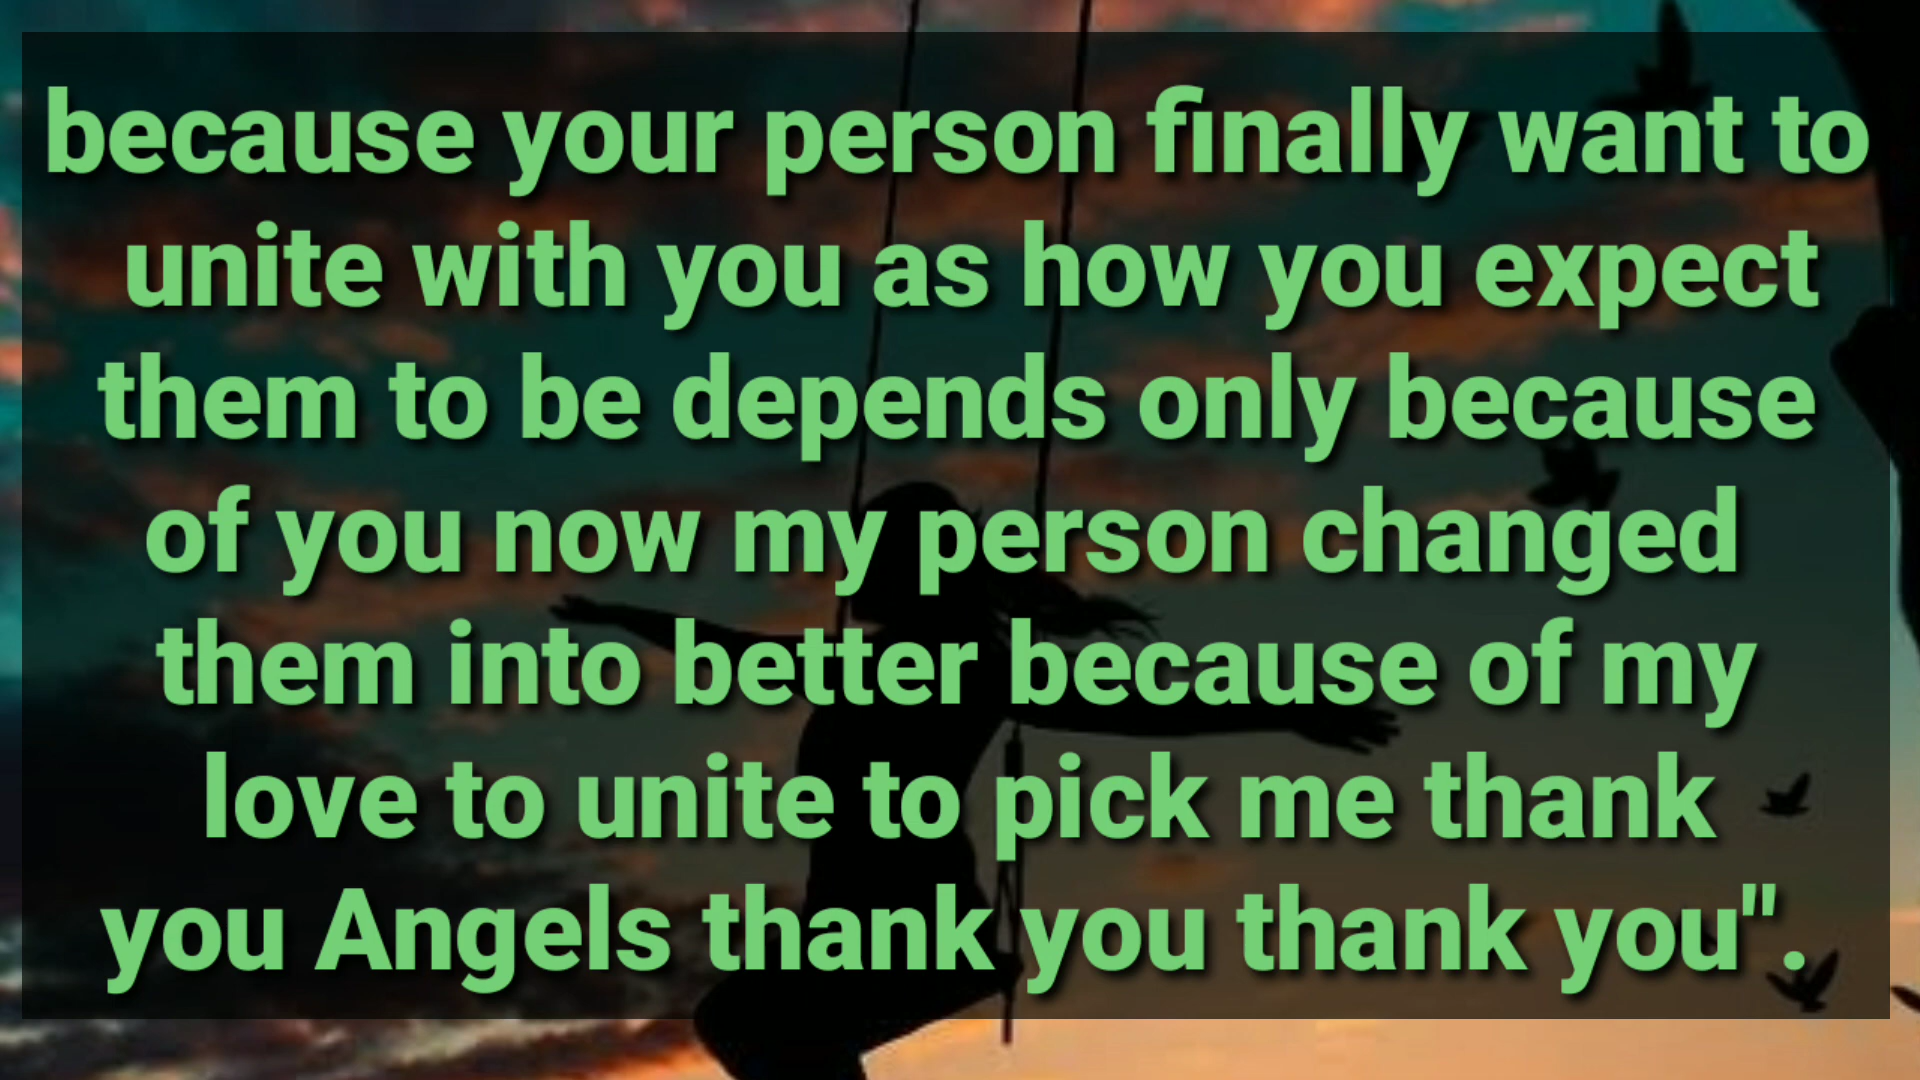 because your person finally want to
unite with you as how you expect
them to be depends only because
of you now my person changed
them into better because of my
love to unite to pick me thank
you Angels thank you thank you".